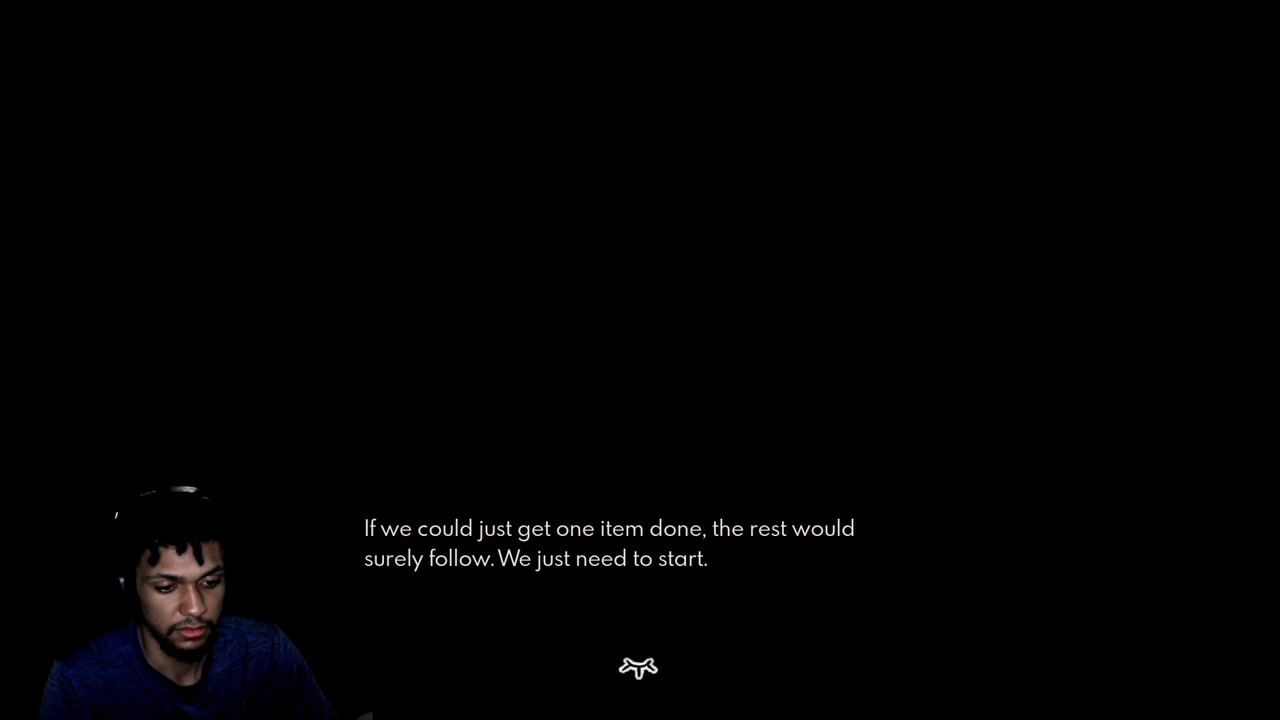 If we could just get one item done, the rest would
surely follow. We just need to start.